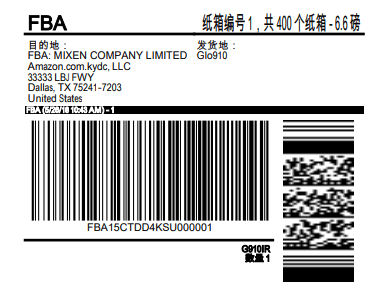 FBA 纸箱编号 1，共 400 个纸箱 - 6.6 磅
目的地： 发货地：
FBA: MIXEN COMPANY LIMITED Glo910
Amazon.com.kydc, LLC
33333 LBJ FWY
Dallas, TX 75241-7203
United States
FBA (6/28/18 10:43 AM) - 1
FBA15CTDD4KSU000001
G910IR
数量 1